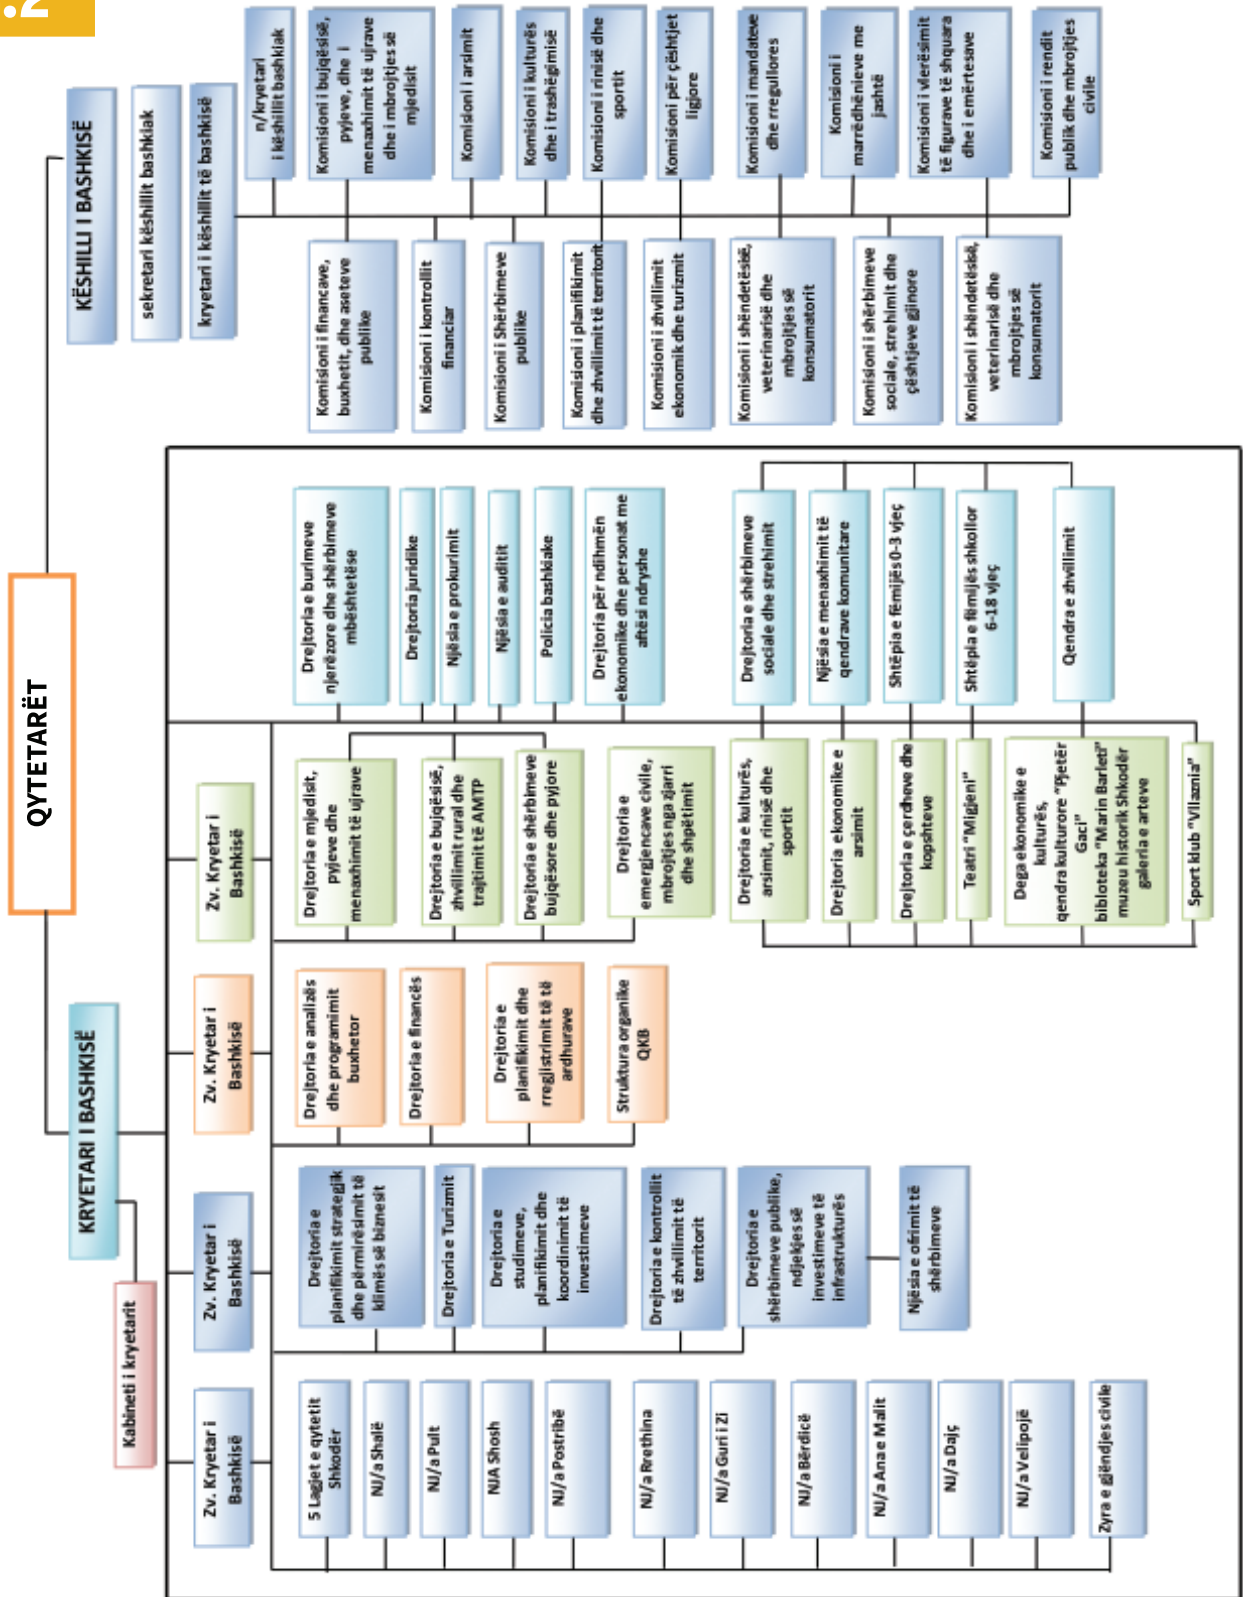 :2
QYTETARËT
KRYETARI I BASHKISË
KËSHILLI I BASHKISË
Kabineti i kryetarit
sekretari këshillit bashkiak
kryetari i këshillit të bashkisë
Zv. Kryetar i
Bashkisë
Zv. Kryetar i
Bashkisë
Zv. Kryetar i
Bashkisë
Zv. Kryetar i
Bashkisë
5 Lagjet e qytetit
Shkodër
NJ/a Shalë
NJ/a Pult
NJA Shosh
NJ/a Postribë
NJ/a Rrethina
NJ/a Guri i Zi
NJ/a Bërdicë
NJ/a Ana e Malit
NJ/a Dajç
NJ/a Velipojë
Zyra e gjëndjes civile
Drejtoria e
planifikimit strategjik
dhe përmirësimit të
klimës së biznesit
Drejtoria e Turizmit
Drejtoria e
studimeve,
planifikimit dhe
koordinimit të
investimeve
Drejtoria e kontrollit
të zhvillimit të
territorit
Drejtoria e
shërbimeve publike,
ndjekjes së
investimeve të
infrastrukturës
Njësia e ofrimit të
shërbimeve
Drejtoria e analizës
dhe programimit
buxhetor
Drejtoria e financës
Drejtoria e
planifikimit dhe
rregjistrimit të të
ardhurave
Struktura organike
QKB
Drejtoria e mjedisit,
pyjeve dhe
menaxhimit të ujrave
Drejtoria e bujqësisë,
zhvillimit rural dhe
trajtimit të AMTP
Drejtoria e shërbimeve
bujqësore dhe pyjore
Drejtoria e
emergjencave civile,
mbrojtjes nga zjarri
dhe shpëtimit
Drejtoria e kulturës,
arsimit, rinisë dhe
sportit
Drejtoria ekonomike e
arsimit
Drejtoria e çerdheve dhe
kopshteve
Teatri "Migjeni"
Dega ekonomike e
kulturës,
qendra kulturore "Pjetër
Gaci"
bibloteka "Marin Barleti"
muzeu historik Shkodër
galeria e arteve
Sport klub "Vllaznia"
Drejtoria e burimeve
njerëzore dhe shërbimeve
mbështetëse
Drejtoria juridike
Njësia e prokurimit
Njësia e auditit
Policia bashkiake
Drejtoria për ndihmën
ekonomike dhe personat me
aftësi ndryshe
Drejtoria e shërbimeve
sociale dhe strehimit
Njësia e menaxhimit të
qendrave komunitare
Shtëpia e fëmijës 0-3 vjeç
Shtëpia e fëmijës shkollor
6-18 vjeç
Qendra e zhvillimit
Komisioni i financave,
buxhetit, dhe aseteve
publike
Komisioni i kontrollit
financiar
Komisioni i Shërbimeve
publike
Komisioni i planifikimit
dhe zhvillimit të territorit
Komisioni i zhvillimit
ekonomik dhe turizmit
Komisioni i shëndetësisë,
veterinarisë dhe
mbrojtjes së
konsumatorit
Komisioni i shërbimeve
sociale, strehimit dhe
çështjeve gjinore
Komisioni i shëndetësisë,
veterinarisë dhe
mbrojtjes së
konsumatorit
n/kryetari
i këshillit bashkiak
Komisioni i bujqësisë,
pyjeve, dhe i
menaxhimit të ujrave
dhe i mbrojtjes së
mjedisit
Komisioni i arsimit
Komisioni i kulturës
dhe i trashëgimisë
Komisioni i rinisë dhe
sportit
Komisioni për çështjet
ligjore
Komisioni i mandateve
dhe rregullores
Komisioni i
marrëdhënieve me
jashtë
Komisioni i vlerësimit
të figurave të shquara
dhe i emërtesave
Komisioni i rendit
publik dhe mbrojtjes
civile